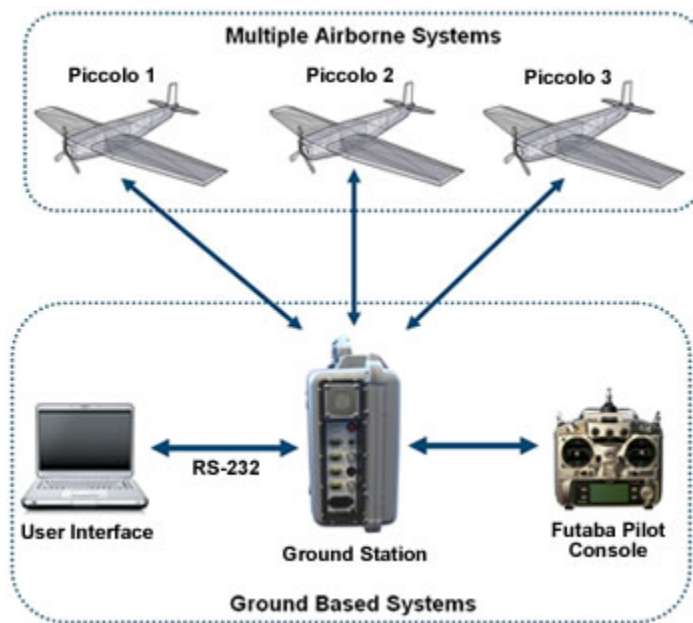 Multiple Airborne Systems
Piccolo 1
Piccolo 2
Piccolo 3
RS-232
User Interface
Ground Station
Futaba Pilot
Console
Ground Based Systems